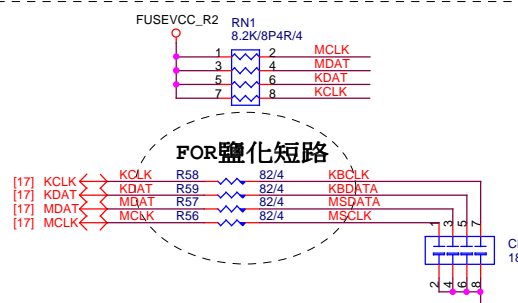 FUSEVCC_R2
RN1
8.2K/8P4R/4
1 2 MCLK
3 4 MDAT
5 6 KDAT
7 8 KCLK
FOR鹽化短路
[17] KCLK KCLK R58 82/4 KBCLK
[17] KDAT KDAT R59 82/4 KBDATA
[17] MDAT MDAT R57 82/4 MSDATA
[17] MCLK MCLK R56 82/4 MSCLK
1 3 5 7
2 4 6 8